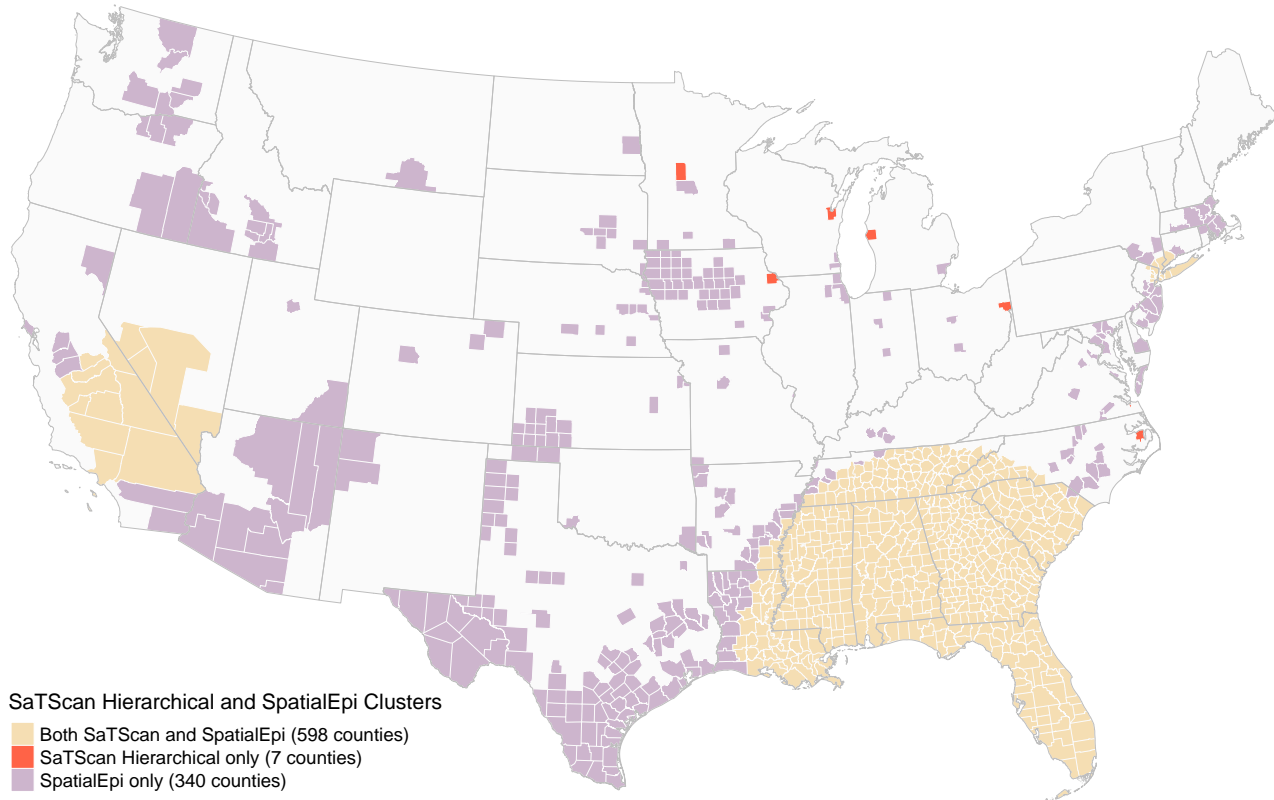 SaTScan Hierarchical and SpatialEpi Clusters
Both SaTScan and SpatialEpi (598 counties)
SaTScan Hierarchical only (7 counties)
SpatialEpi only (340 counties)